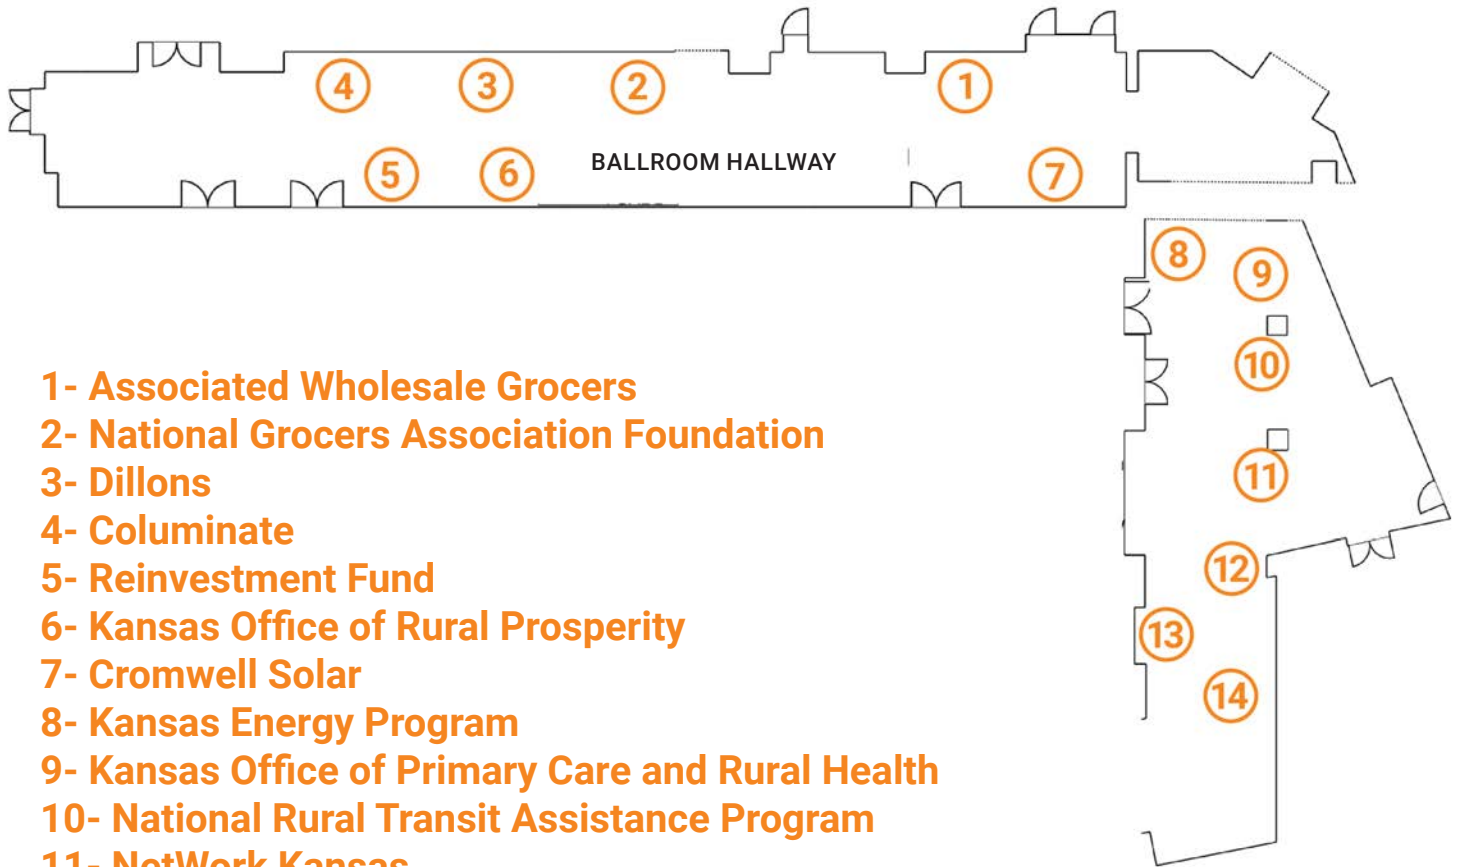 4
3
2
1
5
6
BALLROOM HALLWAY
7
8
9
10
11
12
13
14
1- Associated Wholesale Grocers
2- National Grocers Association Foundation
3- Dillons
4- Columinate
5- Reinvestment Fund
6- Kansas Office of Rural Prosperity
7- Cromwell Solar
8- Kansas Energy Program
9- Kansas Office of Primary Care and Rural Health
10- National Rural Transit Assistance Program
11- NetWork Kansas